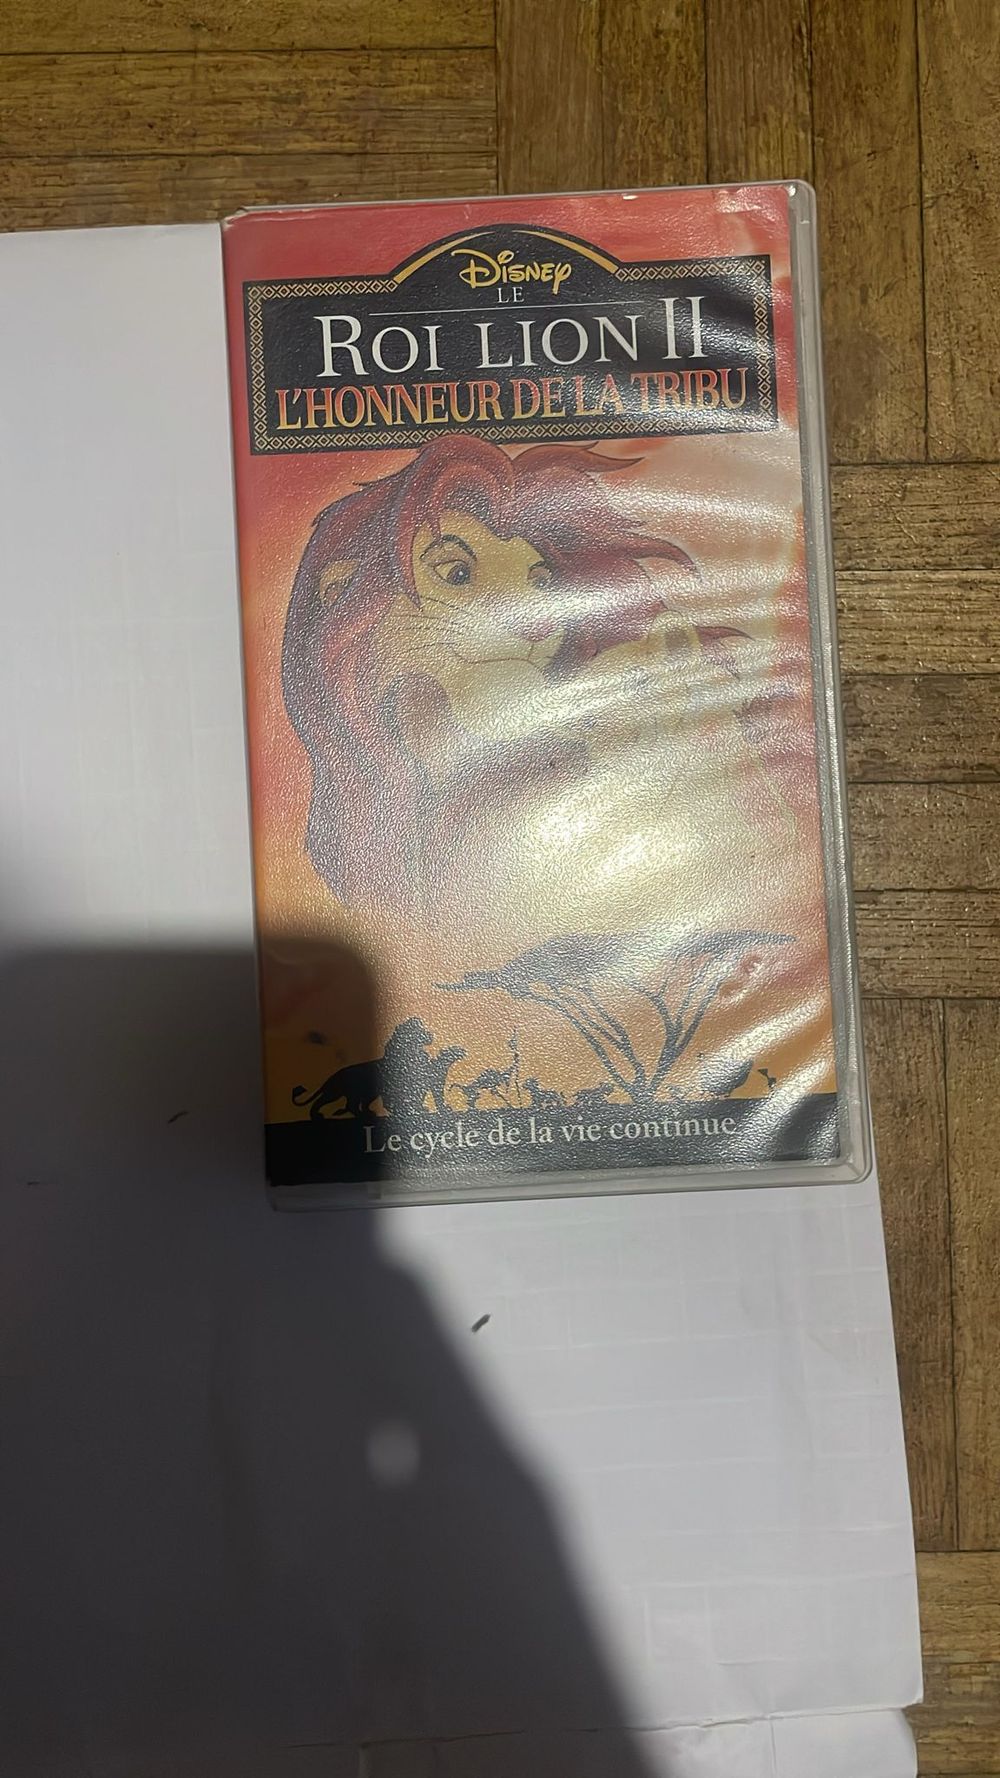 Disney
LE
ROI LION II
L'HONNEUR DE LA TRIBU
Le cycle de la vie continue